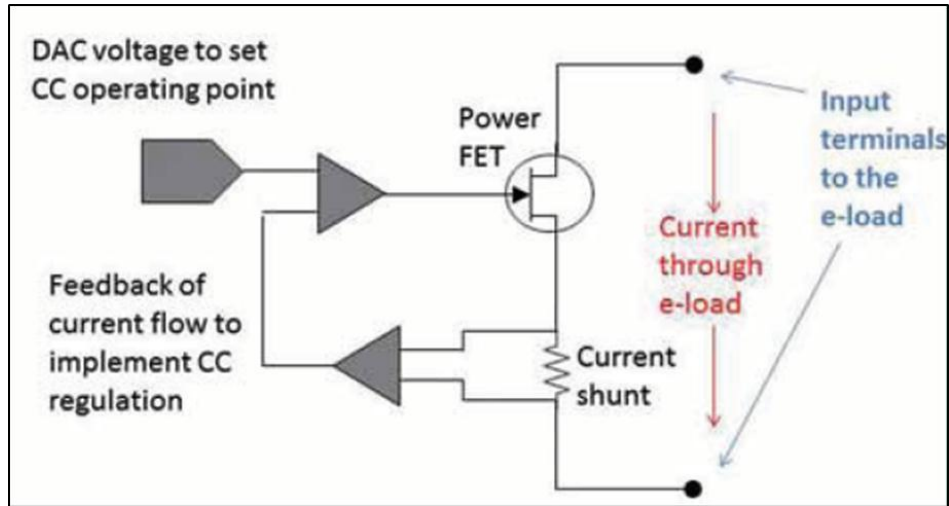 DAC voltage to set
CC operating point
Power
FET
Input
terminals
to the
e-load
Current
through
e-load
Feedback of
current flow to
implement CC
regulation
Current
shunt